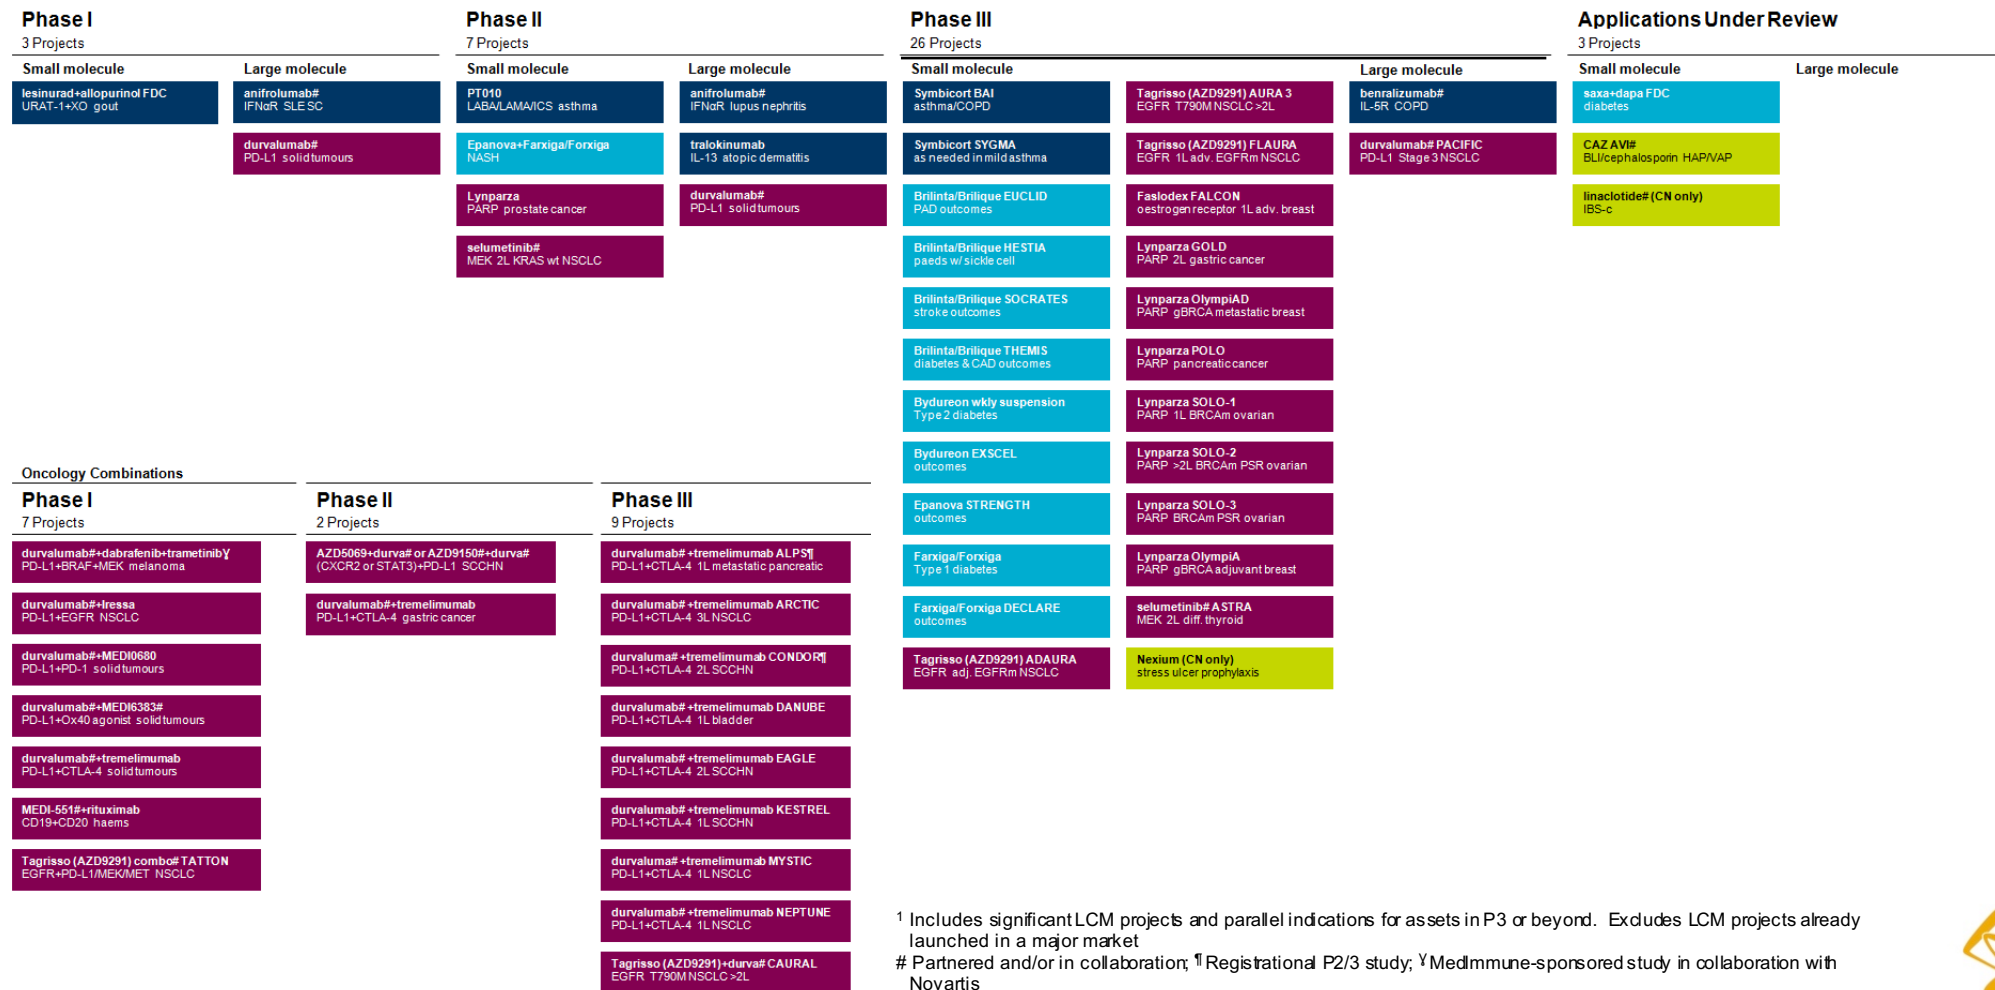 Phase I
3 Projects
Small molecule
lesinurad+allopurinol FDC
URAT-1+XO gout
Large molecule
anifrolumab#
IFNαR SLE SC
durvalumab#
PD-L1 solid tumours
Phase II
7 Projects
Small molecule
PT010
LABA/LAMA/ICS asthma
Epanova+Farxiga/Forxiga
NASH
Lynparza
PARP prostate cancer
selumetinib#
MEK 2L KRAS wt NSCLC
Large molecule
anifrolumab#
IFNαR lupus nephritis
tralokinumab
IL-13 atopic dermatitis
durvalumab#
PD-L1 solid tumours
Phase III
26 Projects
Small molecule
Symbicort BAI
asthma/COPD
Symbicort SYGMA
as needed in mild asthma
Brilinta/Brilique EUCLID
PAD outcomes
Brilinta/Brilique HESTIA
paeds w/ sickle cell
Brilinta/Brilique SOCRATES
stroke outcomes
Brilinta/Brilique THEMIS
diabetes & CAD outcomes
Bydureon wkly suspension
Type 2 diabetes
Bydureon EXSCEL
outcomes
Epanova STRENGTH
outcomes
Farxiga/Forxiga
Type 1 diabetes
Farxiga/Forxiga DECLARE
outcomes
Tagrisso (AZD9291) ADAURA
EGFR adj. EGFRm NSCLC
Tagrisso (AZD9291) AURA 3
EGFR T790M NSCLC >2L
Tagrisso (AZD9291) FLAURA
EGFR 1L adv. EGFRm NSCLC
Faslodex FALCON
oestrogen receptor 1L adv. breast
Lynparza GOLD
PARP 2L gastric cancer
Lynparza OlympiAD
PARP gBRCA metastatic breast
Lynparza POLO
PARP pancreatic cancer
Lynparza SOLO-1
PARP 1L BRCAm ovarian
Lynparza SOLO-2
PARP >2L BRCAm PSR ovarian
Lynparza SOLO-3
PARP BRCAm PSR ovarian
Lynparza OlympiA
PARP gBRCA adjuvant breast
selumetinib# ASTRA
MEK 2L diff. thyroid
Nexium (CN only)
stress ulcer prophylaxis
Large molecule
benralizumab#
IL-5R COPD
durvalumab# PACIFIC
PD-L1 Stage 3 NSCLC
Applications Under Review
3 Projects
Small molecule
saxa+dapa FDC
diabetes
CAZ AVI#
BLI/cephalosporin HAP/VAP
linaclotide# (CN only)
IBS-c
Large molecule
Oncology Combinations
Phase I
7 Projects
durvalumab#+dabrafenib+trametinib¥
PD-L1+BRAF+MEK melanoma
durvalumab#+Iressa
PD-L1+EGFR NSCLC
durvalumab#+MEDI0680
PD-L1+PD-1 solid tumours
durvalumab#+MEDI6383#
PD-L1+Ox40 agonist solid tumours
durvalumab#+tremelimumab
PD-L1+CTLA-4 solid tumours
MEDI-551#+rituximab
CD19+CD20 haems
Tagrisso (AZD9291) combo# TATTON
EGFR+PD-L1/MEK/MET NSCLC
Phase II
2 Projects
AZD5069+durva# or AZD9150#+durva#
(CXCR2 or STAT3)+PD-L1 SCCHN
durvalumab#+tremelimumab
PD-L1+CTLA-4 gastric cancer
Phase III
9 Projects
durvalumab# +tremelimumab ALPS¶
PD-L1+CTLA-4 1L metastatic pancreatic
durvalumab# +tremelimumab ARCTIC
PD-L1+CTLA-4 3L NSCLC
durvaluma# +tremelimumab CONDOR¶
PD-L1+CTLA-4 2L SCCHN
durvalumab# +tremelimumab DANUBE
PD-L1+CTLA-4 1L bladder
durvalumab# +tremelimumab EAGLE
PD-L1+CTLA-4 2L SCCHN
durvalumab# +tremelimumab KESTREL
PD-L1+CTLA-4 1L SCCHN
durvaluma# +tremelimumab MYSTIC
PD-L1+CTLA-4 1L NSCLC
durvalumab# +tremelimumab NEPTUNE
PD-L1+CTLA-4 1L NSCLC
Tagrisso (AZD9291)+durva# CAURAL
EGFR T790M NSCLC >2L
¹ Includes significant LCM projects and parallel indications for assets in P3 or beyond. Excludes LCM projects already
launched in a major market
# Partnered and/or in collaboration; ¶ Registrational P2/3 study; ¥ MedImmune-sponsored study in collaboration with
Novartis